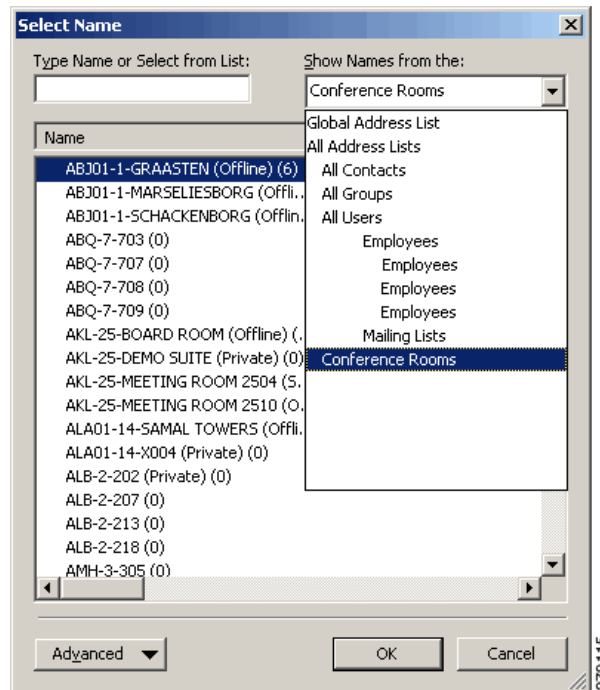 Select Name
Type Name or Select from List:
Show Names from the:
Conference Rooms
Name
Global Address List
All Address Lists
All Contacts
All Groups
All Users
Employees
Employees
Employees
Employees
Mailing Lists
Conference Rooms
ABJ01-1-GRAASTEN (Offline) (6)
ABJ01-1-MARSELIESBORG (Offli...
ABJ01-1-SCHACKENBORG (Offlin.
ABQ-7-703 (0)
ABQ-7-707 (0)
ABQ-7-708 (0)
ABQ-7-709 (0)
AKL-25-BOARD ROOM (Offline) (.
AKL-25-DEMO SUITE (Private) (0)
AKL-25-MEETING ROOM 2504 (S.
AKL-25-MEETING ROOM 2510 (O.
ALA01-14-SAMAL TOWERS (Offli.
ALA01-14-X004 (Private) (0)
ALB-2-202 (Private) (0)
ALB-2-207 (0)
ALB-2-213 (0)
ALB-2-218 (0)
AMH-3-305 (0)
Advanced
OK
Cancel